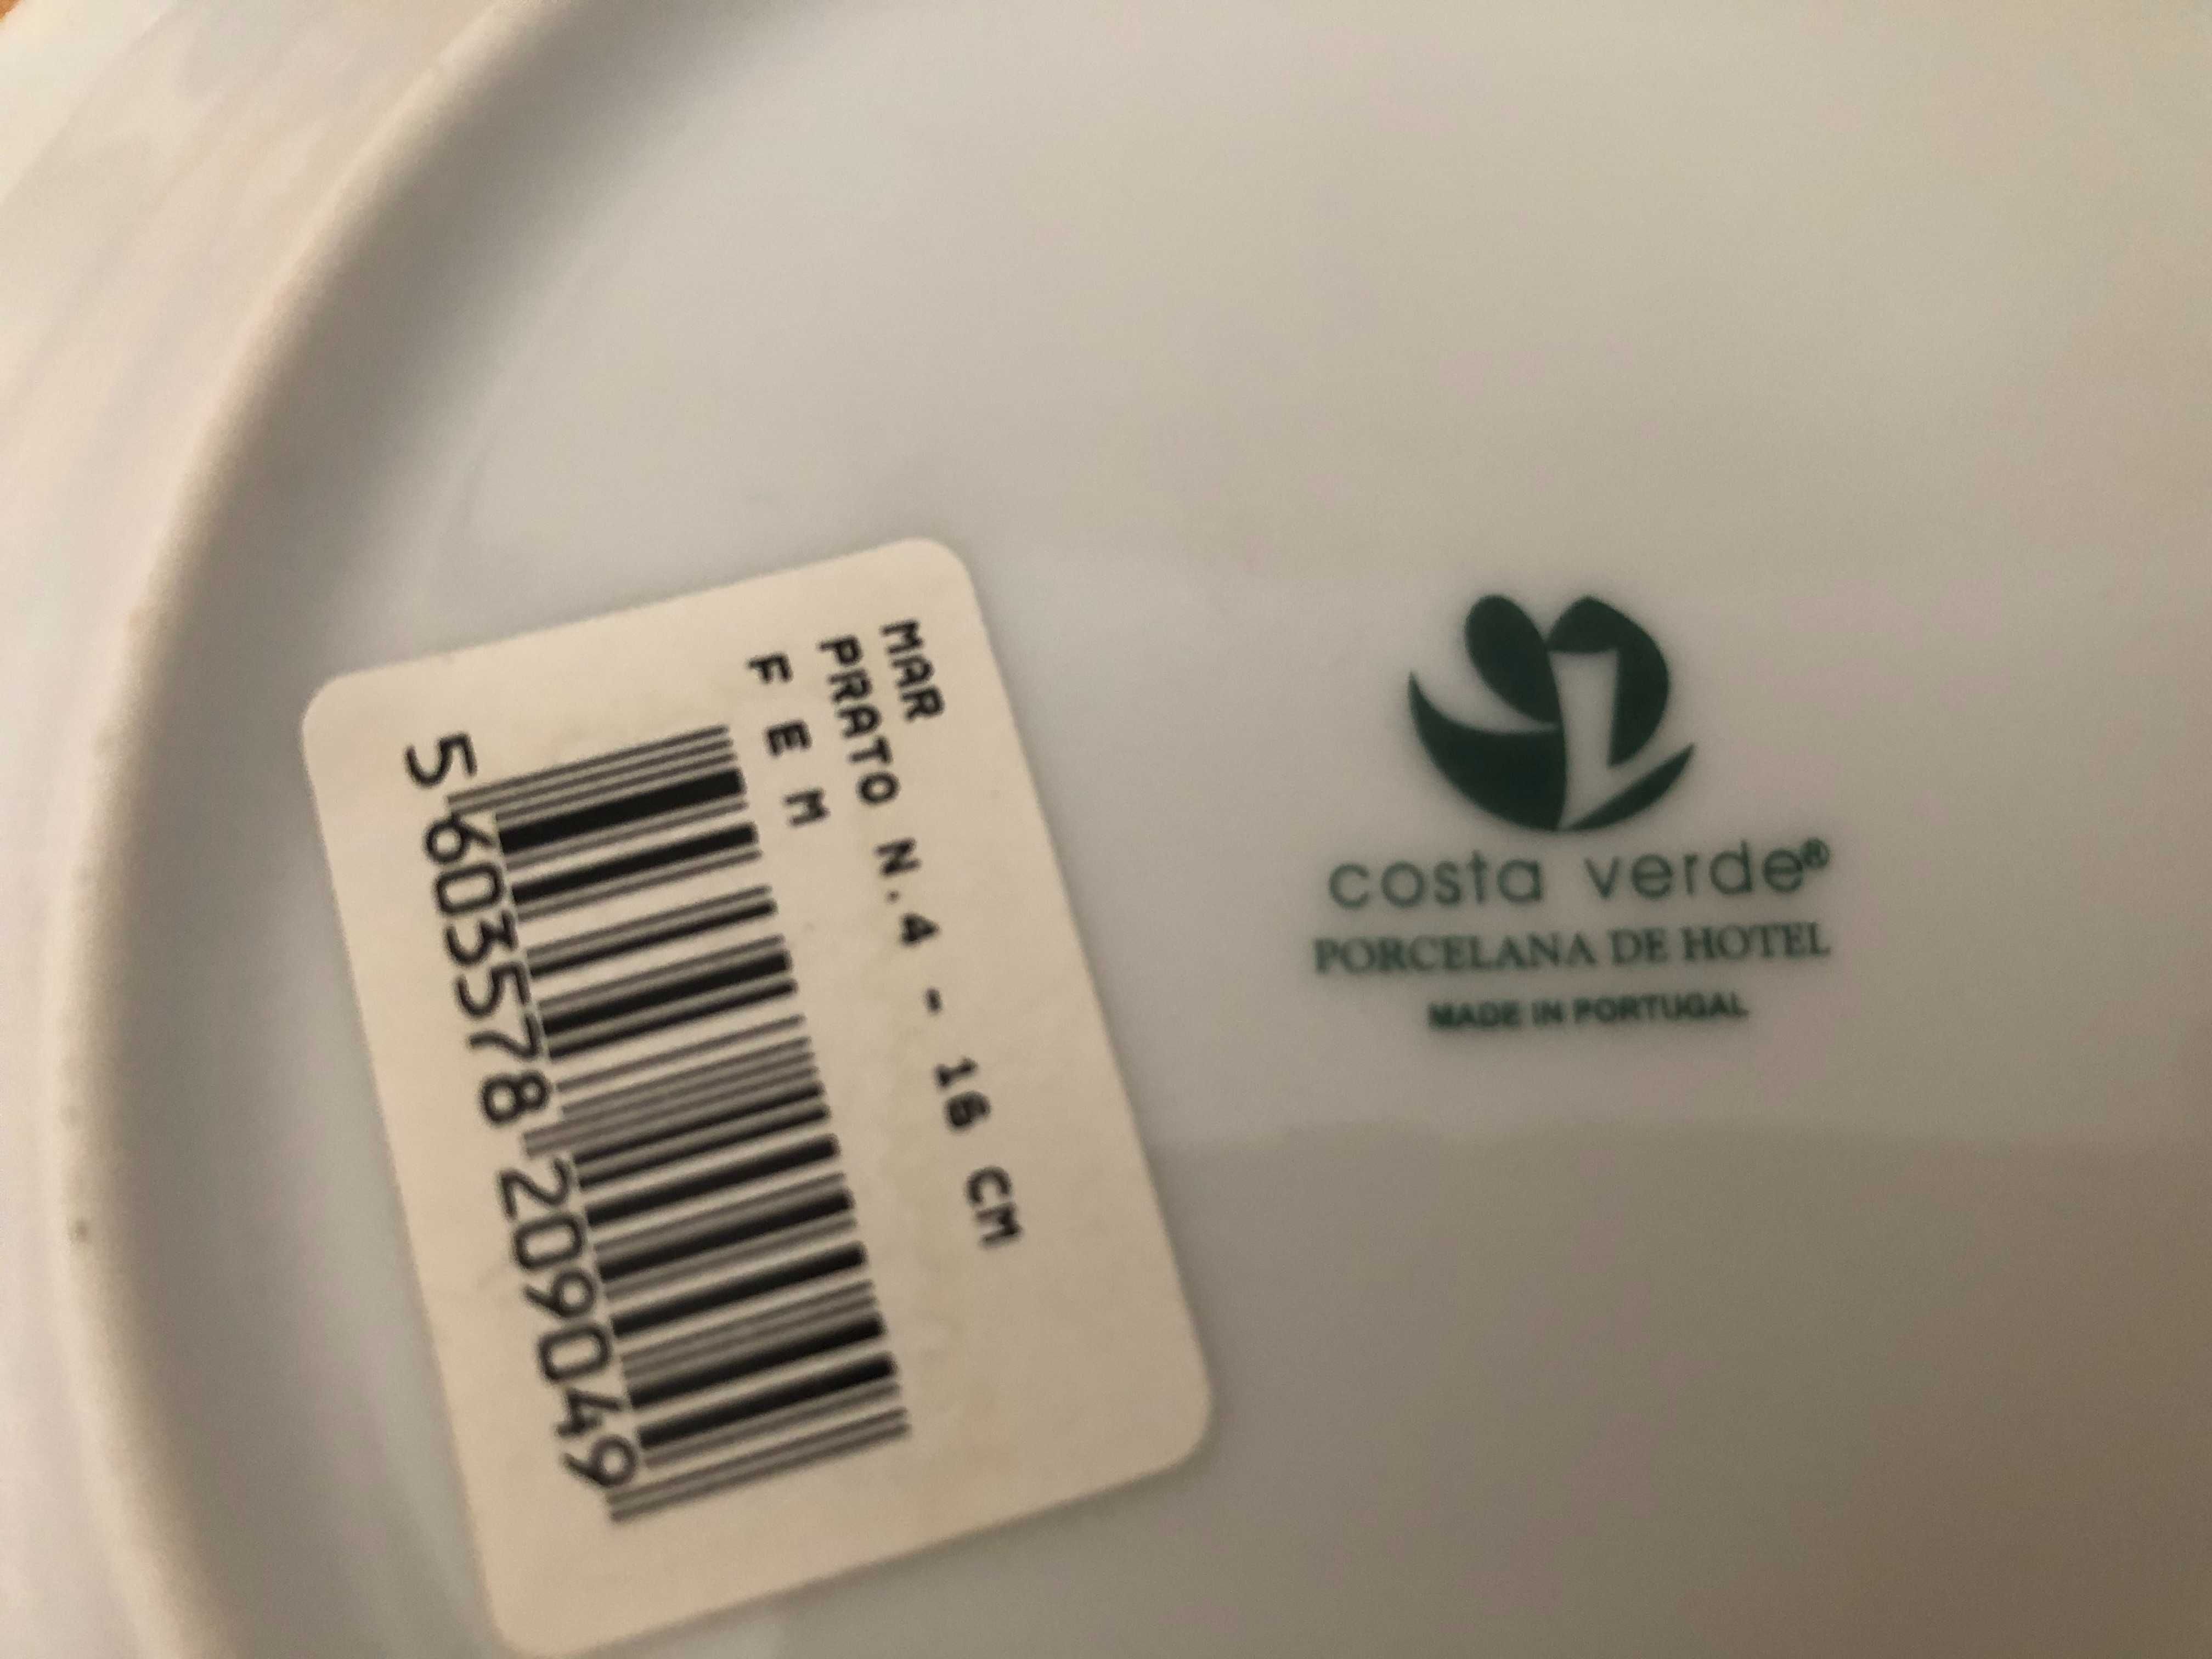 MAR
PRATO N.4 - 16 CM
F E M
5 603578 209049
costa verde®
PORCELANA DE HOTEL
MADE IN PORTUGAL